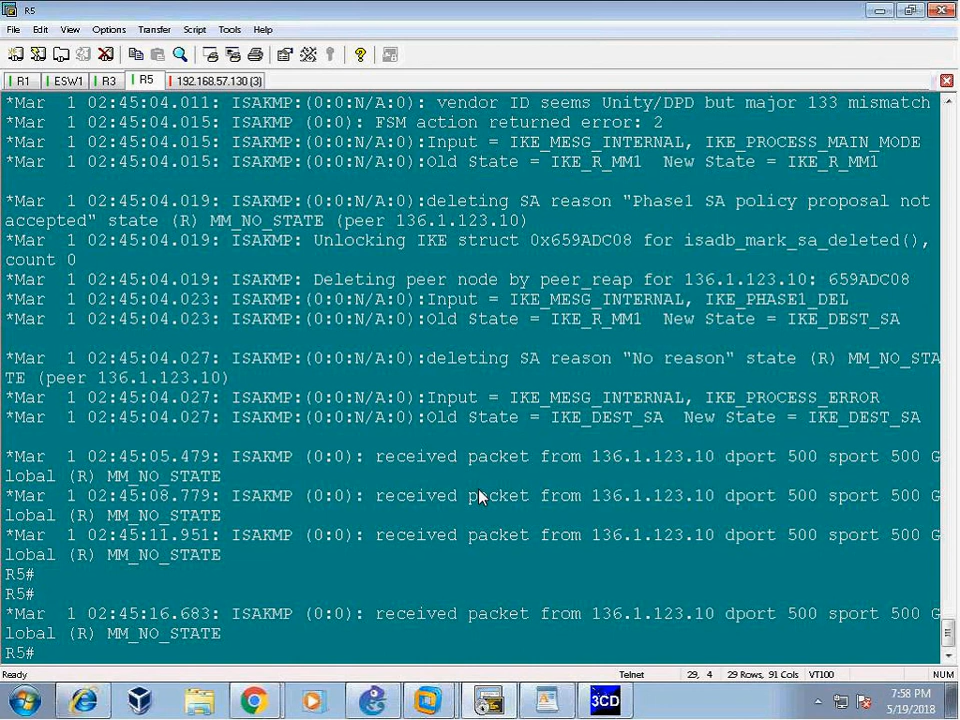 R5
File Edit View Options Transfer Script Tools Help
R1 ESW1 R3 R5 192.168.57.130 (3)
*Mar  1 02:45:04.011: ISAKMP:(0:0:N/A:0): vendor ID seems Unity/DPD but major 133 mismatch
*Mar  1 02:45:04.015: ISAKMP (0:0): FSM action returned error: 2
*Mar  1 02:45:04.015: ISAKMP:(0:0:N/A:0):Input = IKE_MESG_INTERNAL, IKE_PROCESS_MAIN_MODE
*Mar  1 02:45:04.015: ISAKMP:(0:0:N/A:0):Old State = IKE_R_MM1  New State = IKE_R_MM1
*Mar  1 02:45:04.019: ISAKMP:(0:0:N/A:0):deleting SA reason "Phase1 SA policy proposal not
accepted" state (R) MM_NO_STATE (peer 136.1.123.10)
*Mar  1 02:45:04.019: ISAKMP: Unlocking IKE struct 0x659ADC08 for isadb_mark_sa_deleted(),
count 0
*Mar  1 02:45:04.019: ISAKMP: Deleting peer node by peer_reap for 136.1.123.10: 659ADC08
*Mar  1 02:45:04.023: ISAKMP:(0:0:N/A:0):Input = IKE_MESG_INTERNAL, IKE_PHASE1_DEL
*Mar  1 02:45:04.023: ISAKMP:(0:0:N/A:0):Old State = IKE_R_MM1  New State = IKE_DEST_SA
*Mar  1 02:45:04.027: ISAKMP:(0:0:N/A:0):deleting SA reason "No reason" state (R) MM_NO_STA
TE (peer 136.1.123.10)
*Mar  1 02:45:04.027: ISAKMP:(0:0:N/A:0):Input = IKE_MESG_INTERNAL, IKE_PROCESS_ERROR
*Mar  1 02:45:04.027: ISAKMP:(0:0:N/A:0):Old State = IKE_DEST_SA  New State = IKE_DEST_SA
*Mar  1 02:45:05.479: ISAKMP (0:0): received packet from 136.1.123.10 dport 500 sport 500 G
lobal (R) MM_NO_STATE
*Mar  1 02:45:08.779: ISAKMP (0:0): received packet from 136.1.123.10 dport 500 sport 500 G
lobal (R) MM_NO_STATE
*Mar  1 02:45:11.951: ISAKMP (0:0): received packet from 136.1.123.10 dport 500 sport 500 G
lobal (R) MM_NO_STATE
R5#
R5#
*Mar  1 02:45:16.683: ISAKMP (0:0): received packet from 136.1.123.10 dport 500 sport 500 G
lobal (R) MM_NO_STATE
R5#
Ready Telnet 29, 4 29 Rows, 91 Cols VT100 NUM
3CD
7:58 PM
5/19/2018